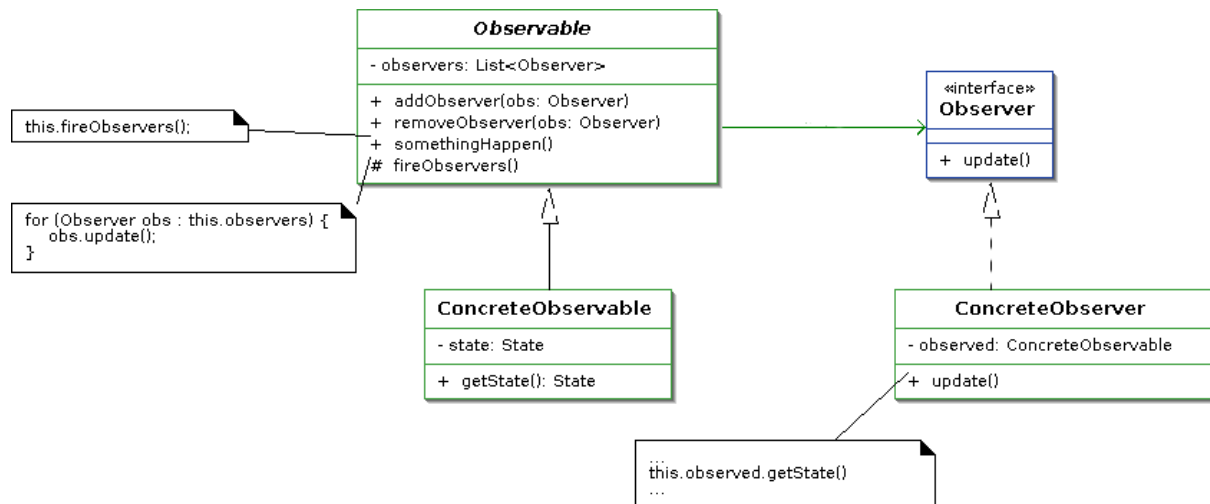 Observable
- observers: List<Observer>
+ addObserver(obs: Observer)
+ removeObserver(obs: Observer)
+ somethingHappen()
# fireObservers()
«interface»
Observer
+ update()
this.fireObservers();
for (Observer obs : this.observers) {
obs.update();
}
ConcreteObservable
- state: State
+ getState(): State
ConcreteObserver
- observed: ConcreteObservable
+ update()
...
this.observed.getState()
...